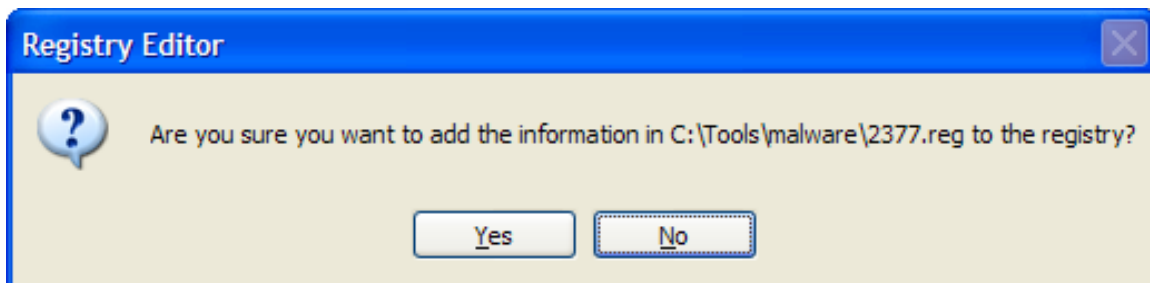 Registry Editor
Are you sure you want to add the information in C:\Tools\malware\2377.reg to the registry?
Yes
No